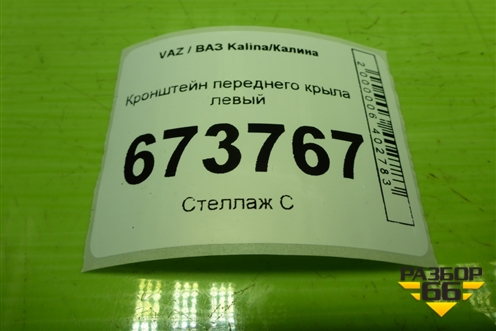 VAZ / ВАЗ Kalina/Калина
Кронштейн переднего крыла
левый
673767
Стеллаж С
2000006402783
РАЗБОР
66